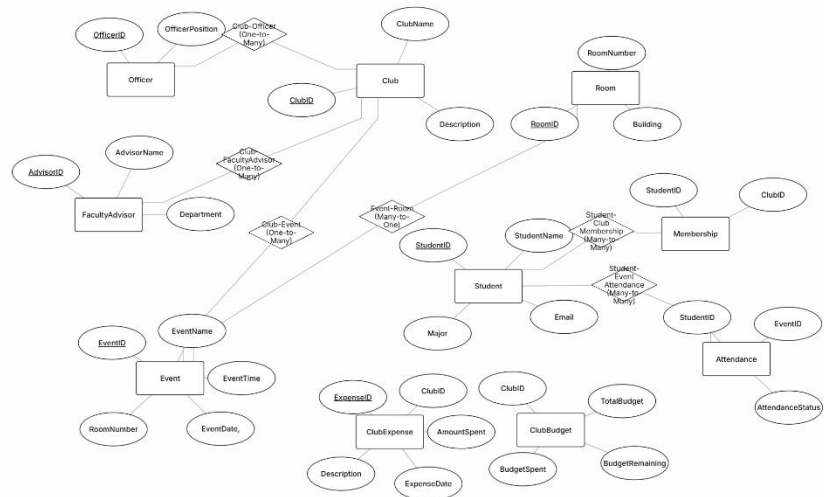 Club-Officer
(One-to-
Many)
ClubName
OfficerID
OfficerPosition
RoomNumber
Officer
Club
Room
ClubID
Description
RoomID
Building
AdvisorID
AdvisorName
Club-
FacultyAdvisor
(One-to-
Many)
FacultyAdvisor
Department
Club-Event
(One-to-
Many)
Event-Room
(Many-to-
One)
StudentID
ClubID
Student-
Club
Membership
(Many-to-
Many)
Membership
StudentID
StudentName
Student
Student-
Event
Attendance
(Many-to-
Many)
Major
Email
StudentID
EventID
Attendance
AttendanceStatus
EventName
EventID
Event
EventTime
RoomNumber
EventDate,
ExpenseID
ClubID
ClubExpense
AmountSpent
Description
ExpenseDate
ClubID
TotalBudget
ClubBudget
BudgetSpent
BudgetRemaining